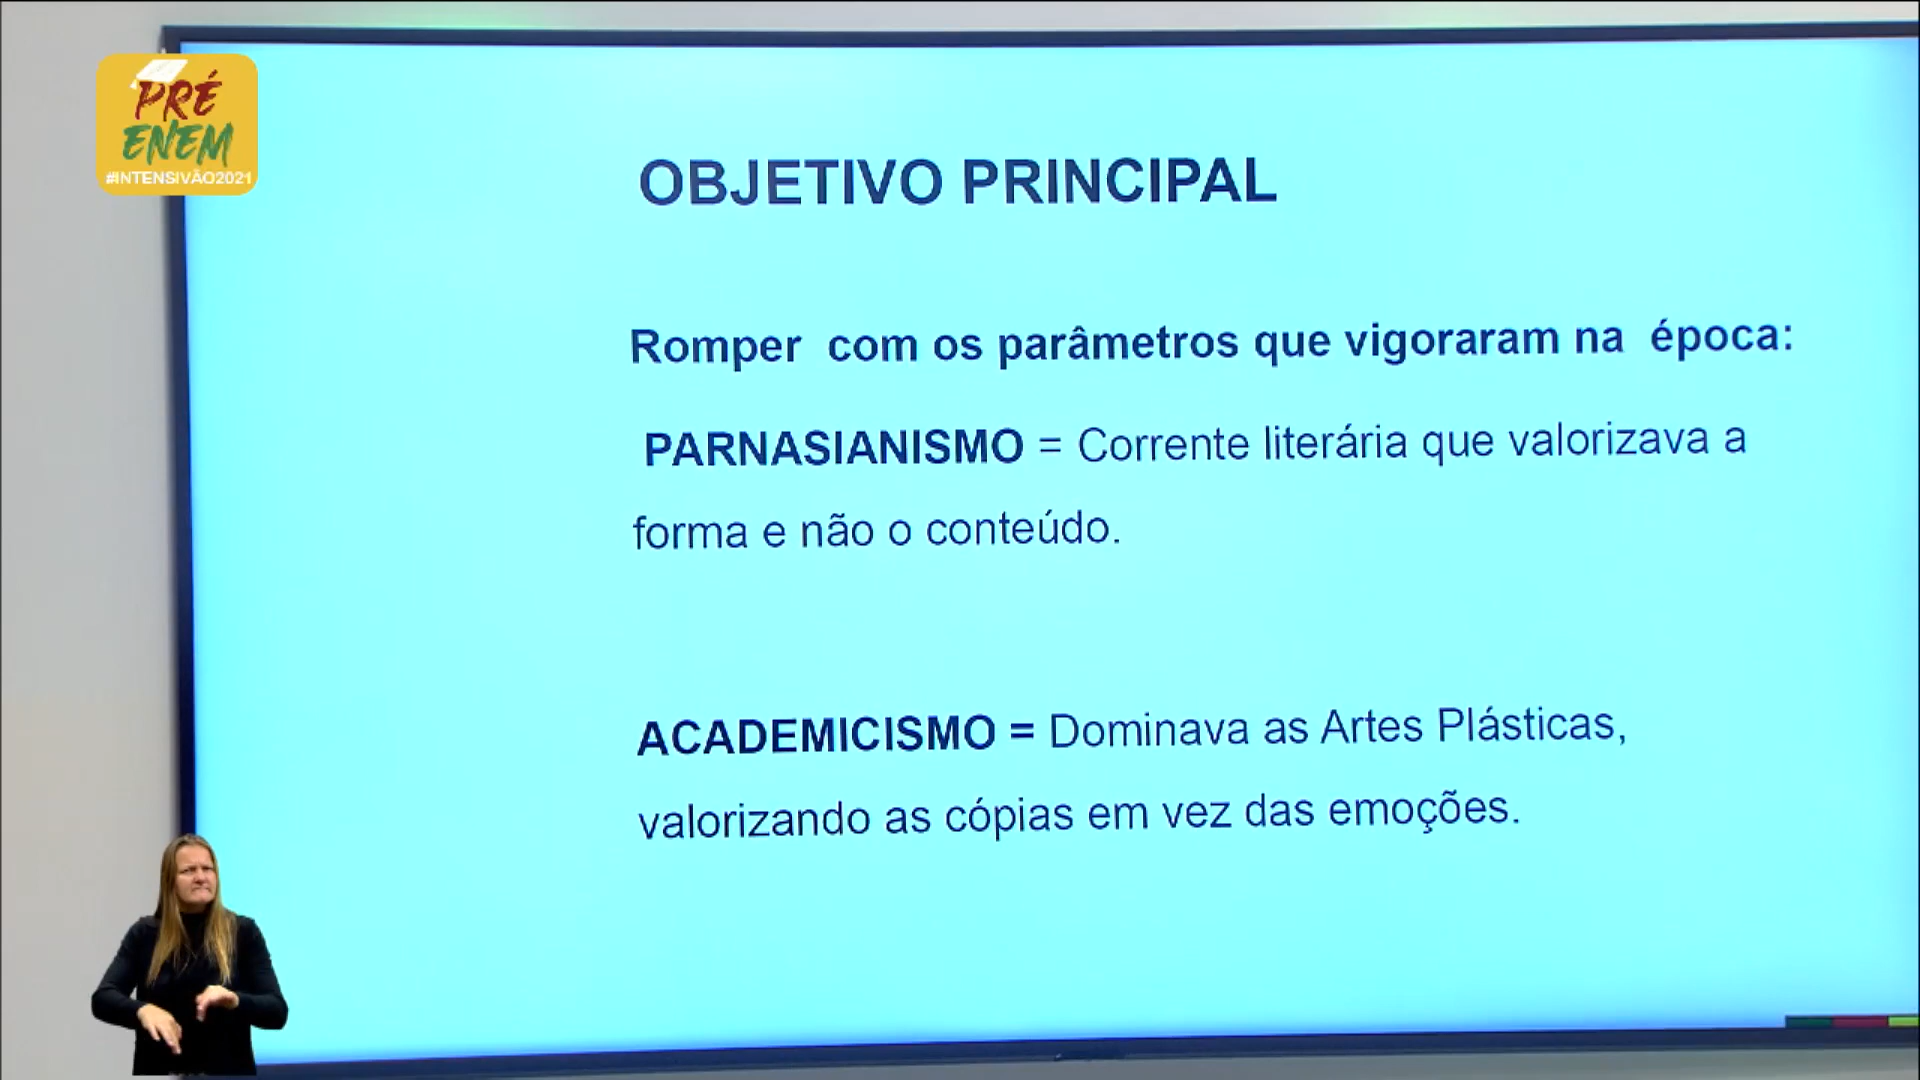 PRÉ
ENEM
#INTENSIVÃO2021
OBJETIVO PRINCIPAL
Romper com os parâmetros que vigoraram na época:
PARNASIANISMO = Corrente literária que valorizava a
forma e não o conteúdo.
ACADEMICISMO = Dominava as Artes Plásticas,
valorizando as cópias em vez das emoções.